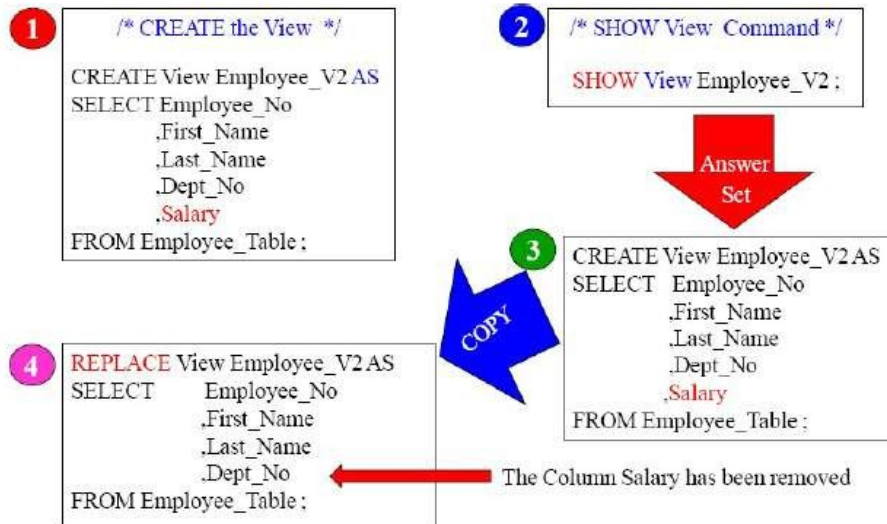 1
/* CREATE the View */
CREATE View Employee_V2 AS
SELECT Employee_No
,First_Name
,Last_Name
,Dept_No
,Salary
FROM Employee_Table ;
2
/* SHOW View Command */
SHOW View Employee_V2 ;
Answer
Set
3
CREATE View Employee_V2 AS
SELECT Employee_No
,First_Name
,Last_Name
,Dept_No
,Salary
FROM Employee_Table ;
COPY
4
REPLACE View Employee_V2 AS
SELECT Employee_No
,First_Name
,Last_Name
,Dept_No
FROM Employee_Table ;
The Column Salary has been removed